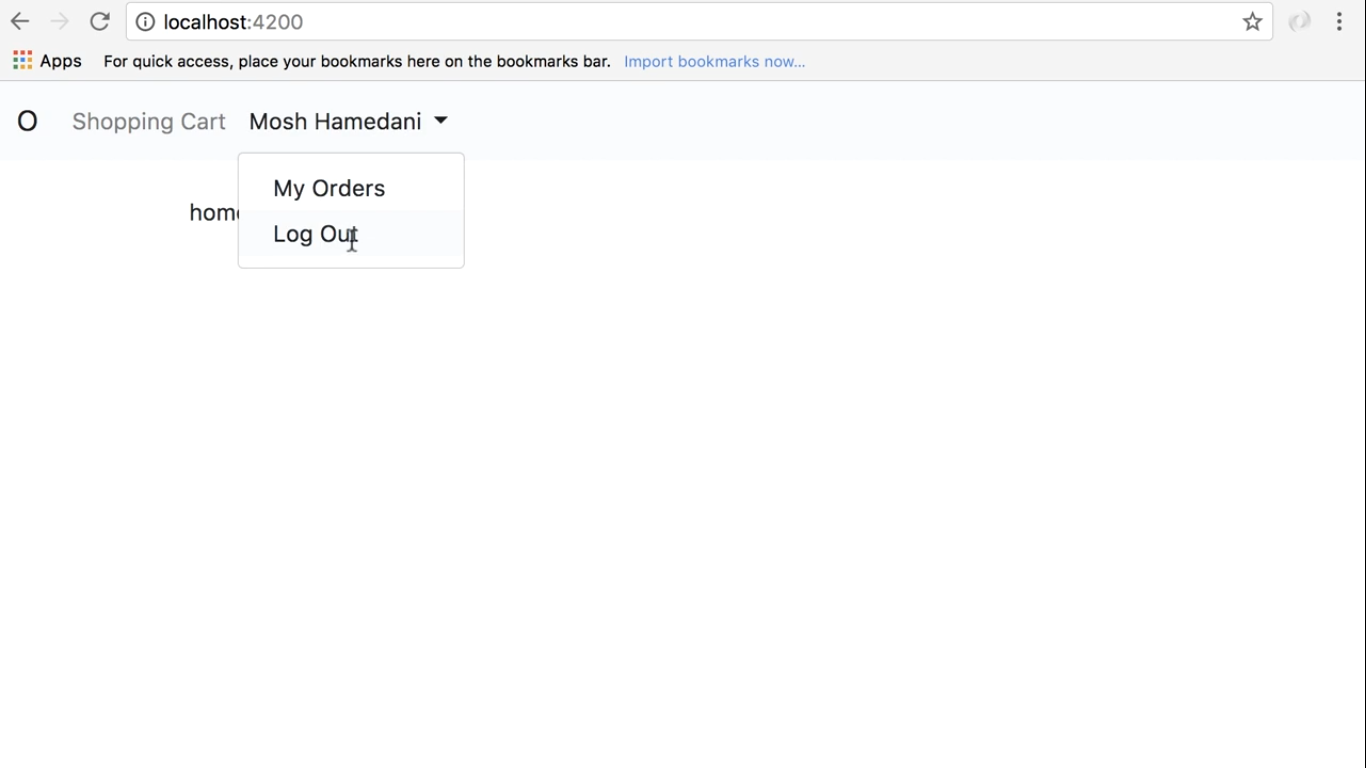 localhost:4200
Apps For quick access, place your bookmarks here on the bookmarks bar. Import bookmarks now...
O Shopping Cart Mosh Hamedani
My Orders
hom
Log Out